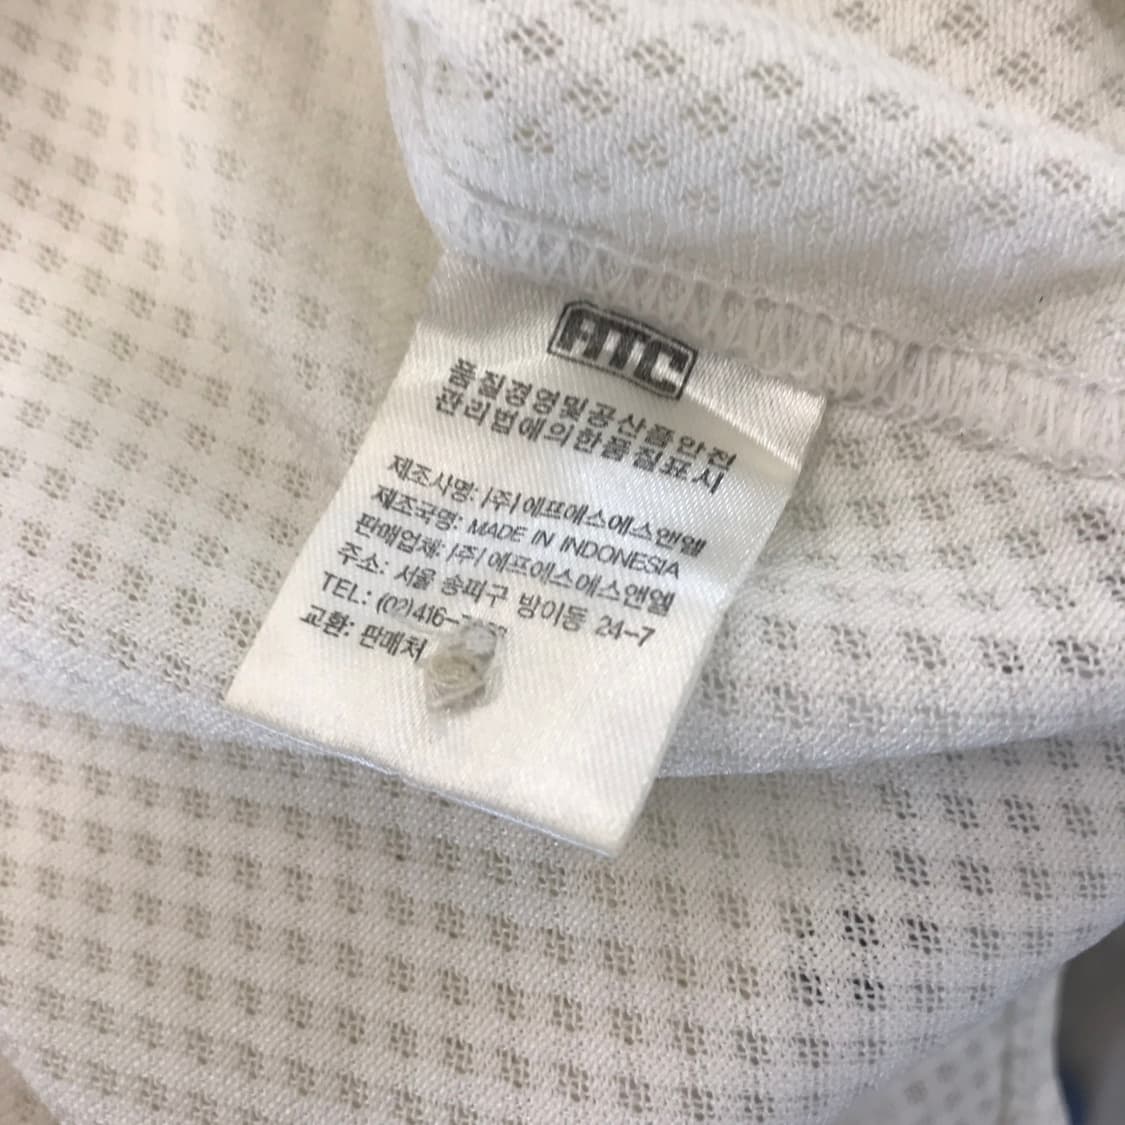 ATC
품질경영및공산품안전
관리법에의한품질표시
제조사명: (주)에프에스에스앤엘
제조국명: MADE IN INDONESIA
판매업체: (주)에프에스에스앤엘
주소: 서울 송파구 방이동 24-7
TEL: (02)416-
교환: 판매처